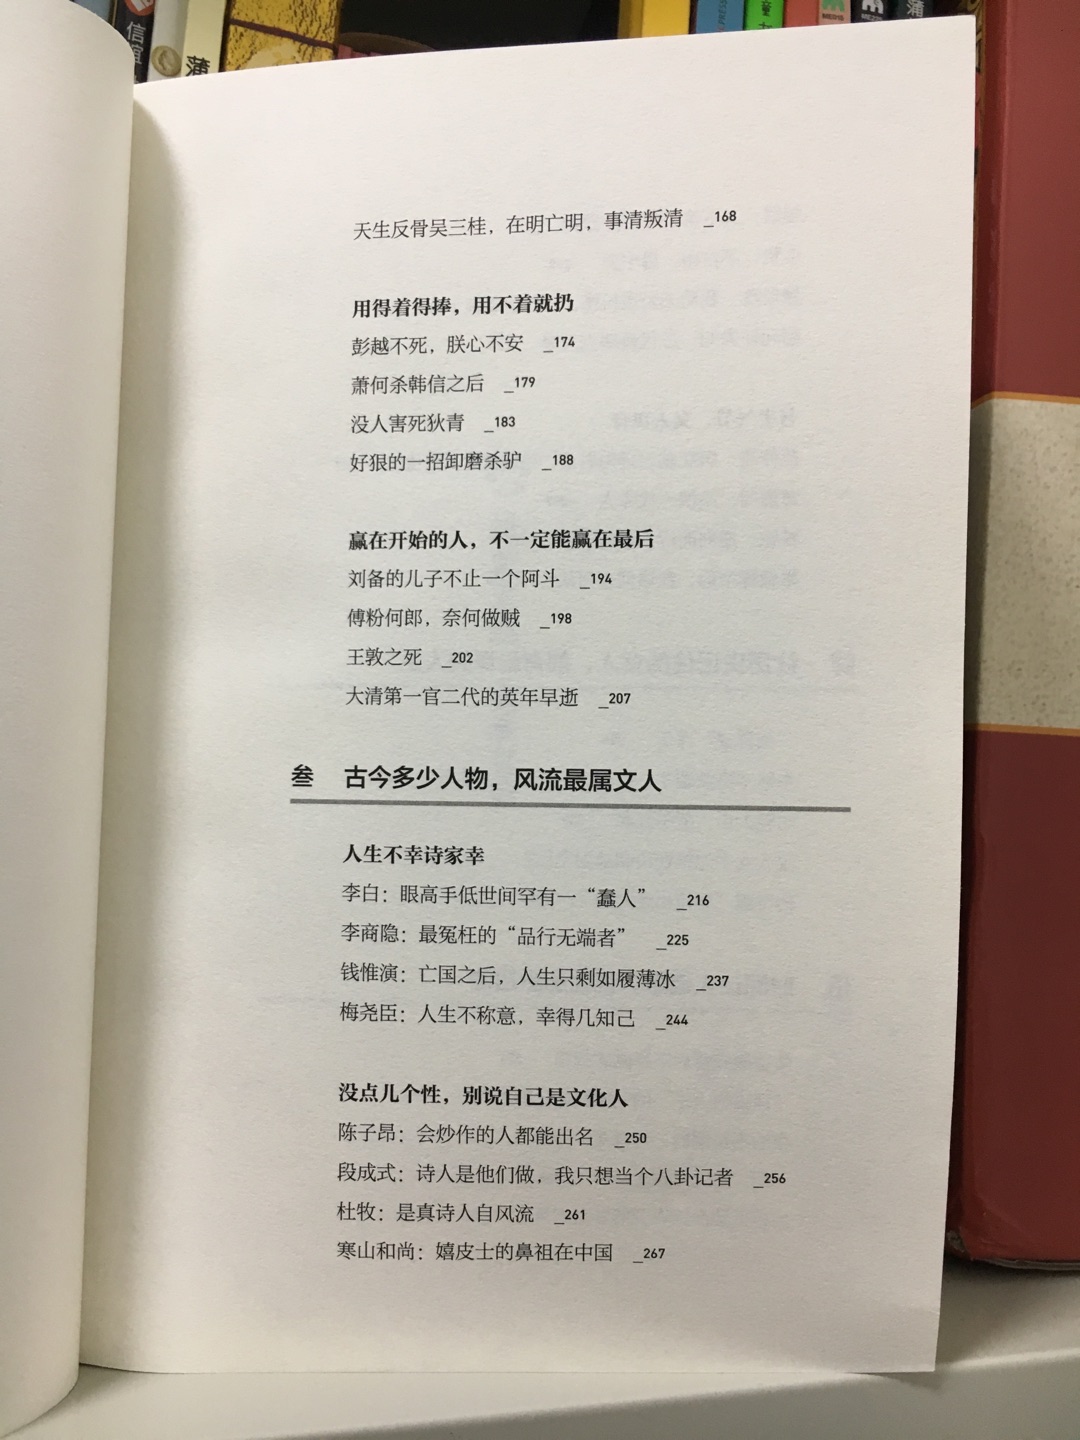 信谊
薄
薄
天生反骨吴三桂，在明亡明，事清叛清 _168
用得着得捧，用不着就扔
彭越不死，朕心不安 _174
萧何杀韩信之后 _179
没人害死狄青 _183
好狠的一招卸磨杀驴 _188
赢在开始的人，不一定能赢在最后
刘备的儿子不止一个阿斗 _194
傅粉何郎，奈何做贼 _198
王敦之死 _202
大清第一官二代的英年早逝 _207
叁 古今多少人物，风流最属文人
人生不幸诗家幸
李白：眼高手低世间罕有一“蠢人” _216
李商隐：最冤枉的“品行无端者” _225
钱惟演：亡国之后，人生只剩如履薄冰 _237
梅尧臣：人生不称意，幸得几知己 _244
没点儿个性，别说自己是文化人
陈子昂：会炒作的人都能出名 _250
段成式：诗人是他们做，我只想当个八卦记者 _256
杜牧：是真诗人自风流 _261
寒山和尚：嬉皮士的鼻祖在中国 _267